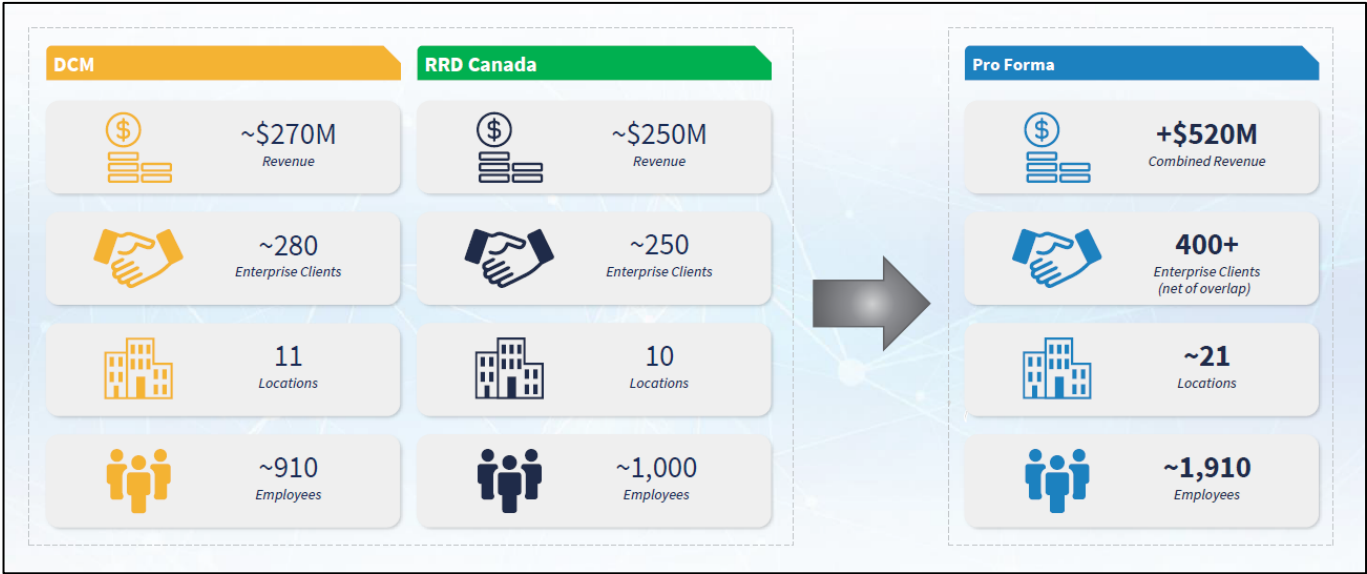 DCM
~$270M
Revenue
~280
Enterprise Clients
11
Locations
~910
Employees
RRD Canada
~$250M
Revenue
~250
Enterprise Clients
10
Locations
~1,000
Employees
Pro Forma
+$520M
Combined Revenue
400+
Enterprise Clients
(net of overlap)
~21
Locations
~1,910
Employees